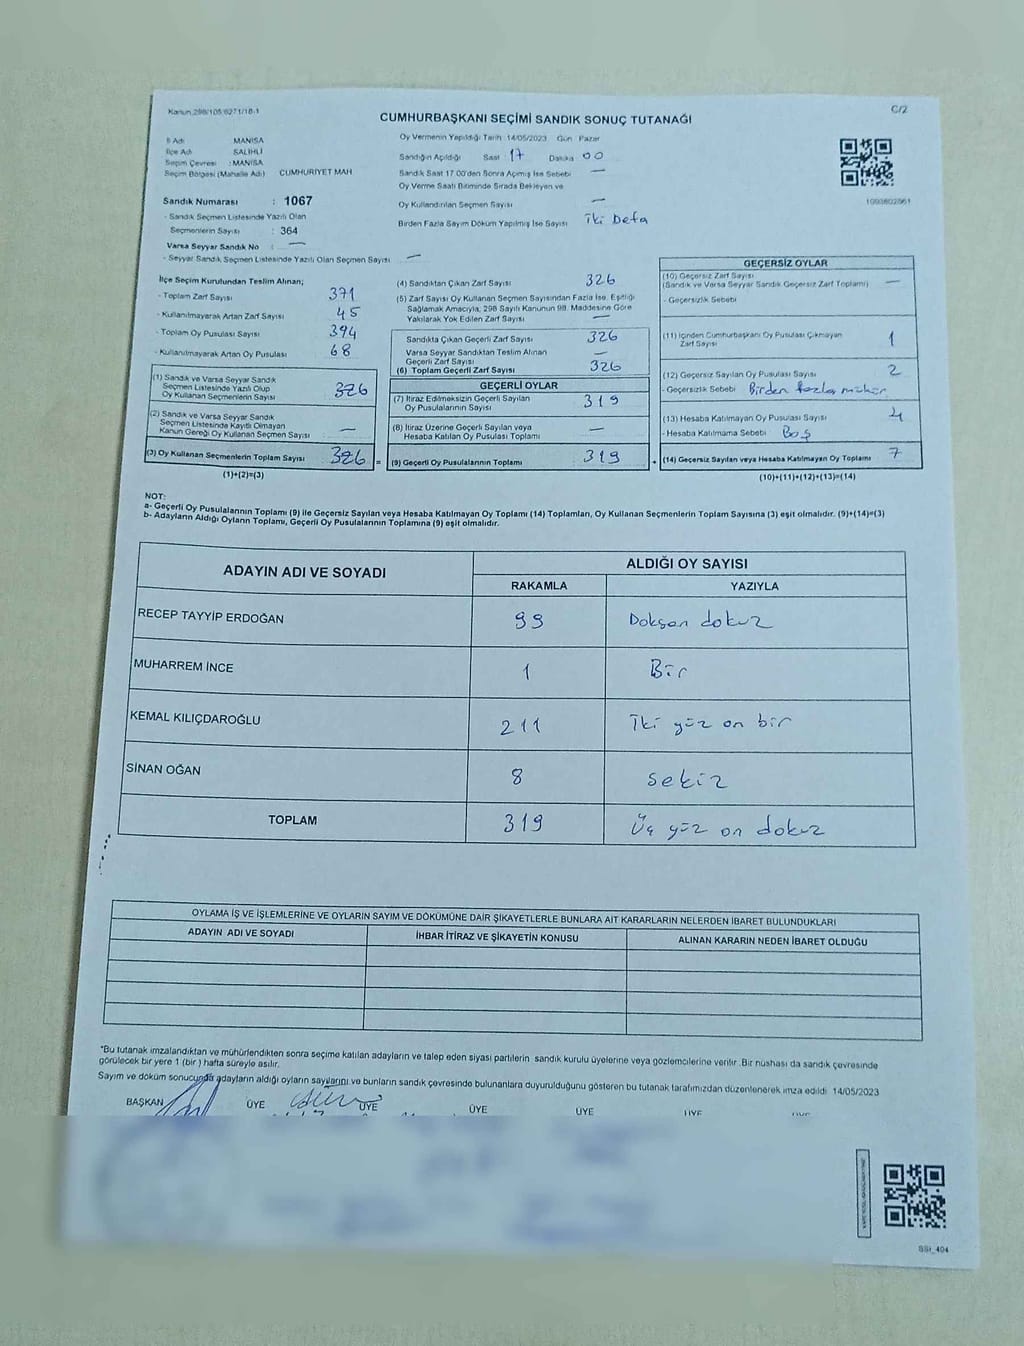 Kanun:298/105;6271/18-1
C/2
CUMHURBAŞKANI SEÇİMİ SANDIK SONUÇ TUTANAĞI
İl Adı : MANİSA
İlçe Adı : SALİHLİ
Seçim Çevresi : MANİSA
Seçim Bölgesi (Mahalle Adı) CUMHURİYET MAH
Sandık Numarası : 1067
- Sandık Seçmen Listesinde Yazılı Olan
Seçmenlerin Sayısı : 364
Varsa Seyyar Sandık No : —
- Seyyar Sandık Seçmen Listesinde Yazılı Olan Seçmen Sayısı —
Oy Vermenin Yapıldığı Tarih 14/05/2023 Gün Pazar
Sandığın Açıldığı Saat 17 Dakika 00
Sandık Saat 17.00'den Sonra Açılmış İse Sebebi —
Oy Verme Saati Bitiminde Sırada Bekleyen ve
Oy Kullandırılan Seçmen Sayısı —
Birden Fazla Sayım Döküm Yapılmış İse Sayısı iki Defa
İlçe Seçim Kurulundan Teslim Alınan;
- Toplam Zarf Sayısı 371
- Kullanılmayarak Artan Zarf Sayısı 45
- Toplam Oy Pusulası Sayısı 394
- Kullanılmayarak Artan Oy Pusulası 68
(1) Sandık ve Varsa Seyyar Sandık
Seçmen Listesinde Yazılı Olup
Oy Kullanan Seçmenlerin Sayısı 326
(2) Sandık ve Varsa Seyyar Sandık
Seçmen Listesinde Kayıtlı Olmayan
Kanun Gereği Oy Kullanan Seçmen Sayısı —
(3) Oy Kullanan Seçmenlerin Toplam Sayısı 326 =
(1)+(2)=(3)
(4) Sandıktan Çıkan Zarf Sayısı 326
(5) Zarf Sayısı Oy Kullanan Seçmen Sayısından Fazla İse, Eşitliği
Sağlamak Amacıyla, 298 Sayılı Kanunun 98. Maddesine Göre
Yakılarak Yok Edilen Zarf Sayısı —
Sandıkta Çıkan Geçerli Zarf Sayısı 326
Varsa Seyyar Sandıktan Teslim Alınan
Geçerli Zarf Sayısı —
(6) Toplam Geçerli Zarf Sayısı 326
GEÇERLİ OYLAR
(7) İtiraz Edilmeksizin Geçerli Sayılan
Oy Pusulalarının Sayısı 319
(8) İtiraz Üzerine Geçerli Sayılan veya
Hesaba Katılan Oy Pusulası Toplamı —
(9) Geçerli Oy Pusulalarının Toplamı 319 +
GEÇERSİZ OYLAR
(10) Geçersiz Zarf Sayısı
(Sandık ve Varsa Seyyar Sandık Geçersiz Zarf Toplamı) —
- Geçersizlik Sebebi
(11) İçinden Cumhurbaşkanı Oy Pusulası Çıkmayan
Zarf Sayısı 1
(12) Geçersiz Sayılan Oy Pusulası Sayısı 2
- Geçersizlik Sebebi Birden fazla mühür
(13) Hesaba Katılmayan Oy Pusulası Sayısı 4
- Hesaba Katılmama Sebebi Boş
(14) Geçersiz Sayılan veya Hesaba Katılmayan Oy Toplamı 7
(10)+(11)+(12)+(13)=(14)
NOT:
a- Geçerli Oy Pusulalarının Toplamı (9) ile Geçersiz Sayılan veya Hesaba Katılmayan Oy Toplamı (14) Toplamları, Oy Kullanan Seçmenlerin Toplam Sayısına (3) eşit olmalıdır. (9)+(14)=(3)
b- Adayların Aldığı Oyların Toplamı, Geçerli Oy Pusulalarının Toplamına (9) eşit olmalıdır.
ADAYIN ADI VE SOYADI ALDIĞI OY SAYISI
RAKAMLA YAZIYLA
RECEP TAYYİP ERDOĞAN 99 Doksan dokuz
MUHARREM İNCE 1 Bir
KEMAL KILIÇDAROĞLU 211 İki yüz on bir
SİNAN OĞAN 8 sekiz
TOPLAM 319 Üç yüz on dokuz
OYLAMA İŞ VE İŞLEMLERİNE VE OYLARIN SAYIM VE DÖKÜMÜNE DAİR ŞİKAYETLERLE BUNLARA AİT KARARLARIN NELERDEN İBARET BULUNDUKLARI
ADAYIN ADI VE SOYADI İHBAR İTİRAZ VE ŞİKAYETİN KONUSU ALINAN KARARIN NEDEN İBARET OLDUĞU
*Bu tutanak imzalandıktan ve mühürlendikten sonra seçime katılan adayların ve talep eden siyasi partilerin sandık kurulu üyelerine veya gözlemcilerine verilir. Bir nüshası da sandık çevresinde
görülecek bir yere 1 (bir) hafta süreyle asılır.
Sayım ve döküm sonucunda adayların aldığı oyların sayılarını ve bunların sandık çevresinde bulunanlara duyurulduğunu gösteren bu tutanak tarafımızdan düzenlenerek imza edildi 14/05/2023
BAŞKAN ÜYE ÜYE ÜYE ÜYE ÜYE